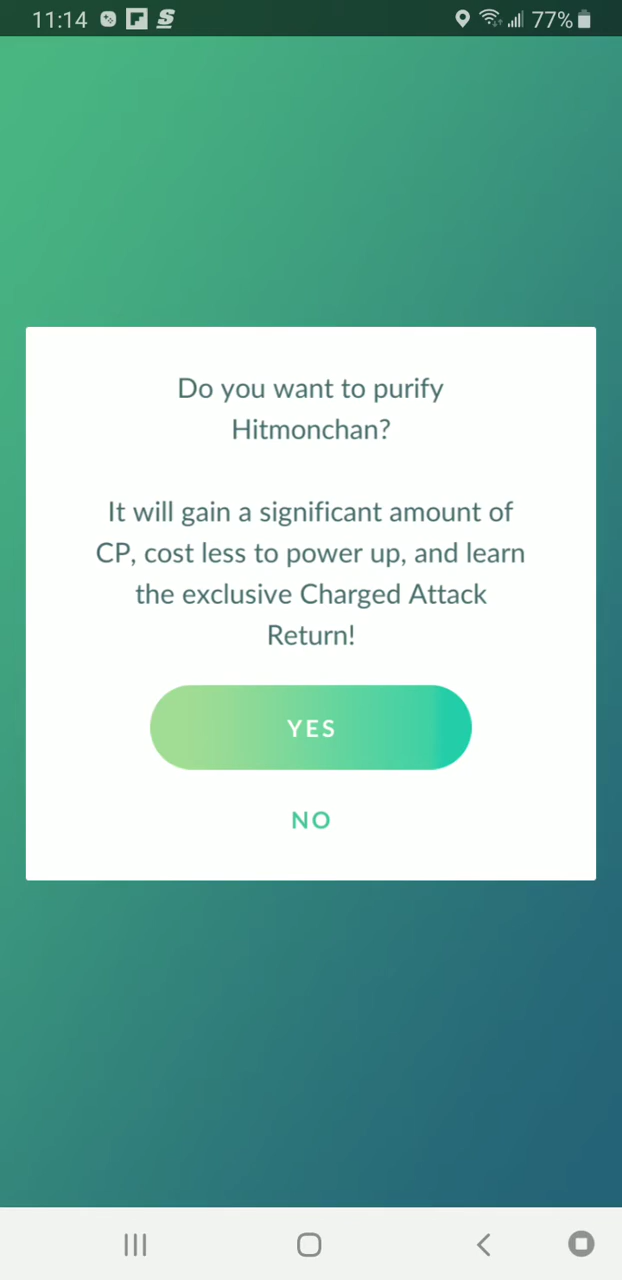 11:14 77%
Do you want to purify
Hitmonchan?
It will gain a significant amount of
CP, cost less to power up, and learn
the exclusive Charged Attack
Return!
YES
NO